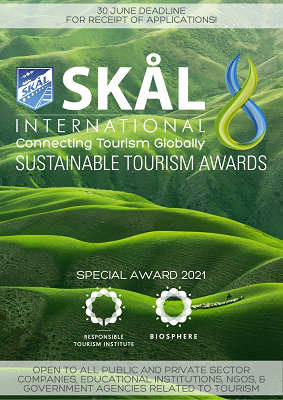 30 JUNE DEADLINE
FOR RECEIPT OF APPLICATIONS!
SKÅL
SKÅL
INTERNATIONAL
Connecting Tourism Globally
SUSTAINABLE TOURISM AWARDS
SPECIAL AWARD 2021
RESPONSIBLE
TOURISM INSTITUTE
BIOSPHERE
OPEN TO ALL PUBLIC AND PRIVATE SECTOR
COMPANIES, EDUCATIONAL INSTITUTIONS, NGOS, &
GOVERNMENT AGENCIES RELATED TO TOURISM